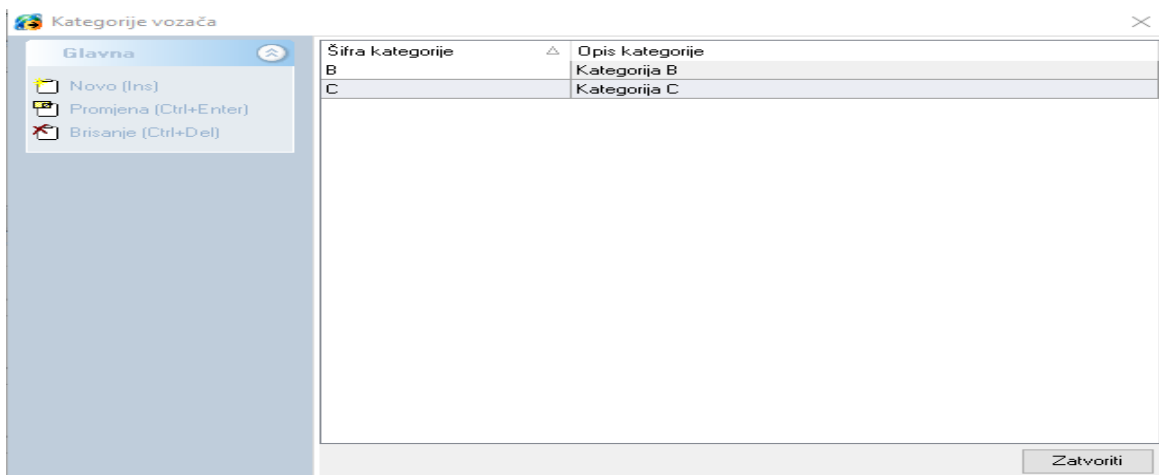 Kategorije vozača
Glavna
Novo (Ins)
Promjena (Ctrl+Enter)
Brisanje (Ctrl+Del)
Šifra kategorije Opis kategorije
B Kategorija B
C Kategorija C
Zatvoriti